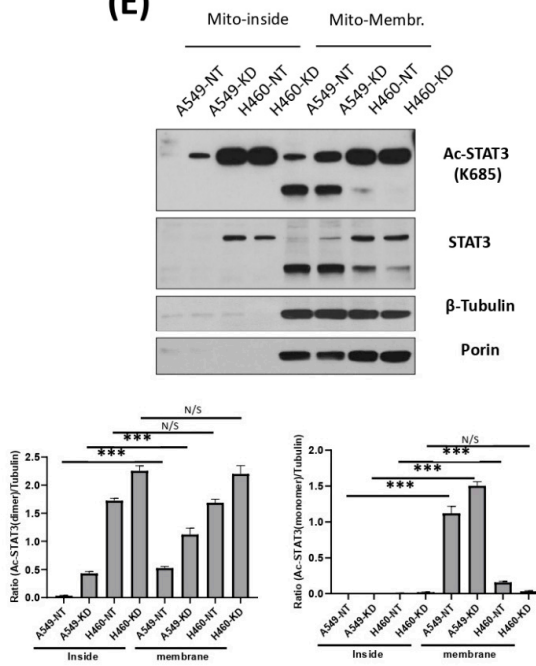 (E)
Mito-inside Mito-Membr.
A549-NT A549-KD H460-NT H460-KD A549-NT A549-KD H460-NT H460-KD
Ac-STAT3
(K685)
STAT3
β-Tubulin
Porin
N/S
N/S
***
***
Ratio (Ac-STAT3(dimer)/Tubulin)
2.5
2.0
1.5
1.0
0.5
0.0
A549-NT A549-KD H460-NT H460-KD A549-NT A549-KD H460-NT H460-KD
Inside membrane
N/S
***
***
***
Ratio (Ac-STAT3(monomer)/Tubulin)
2.0
1.5
1.0
0.5
0.0
A549-NT A549-KD H460-NT H460-KD A549-NT A549-KD H460-NT H460-KD
Inside membrane